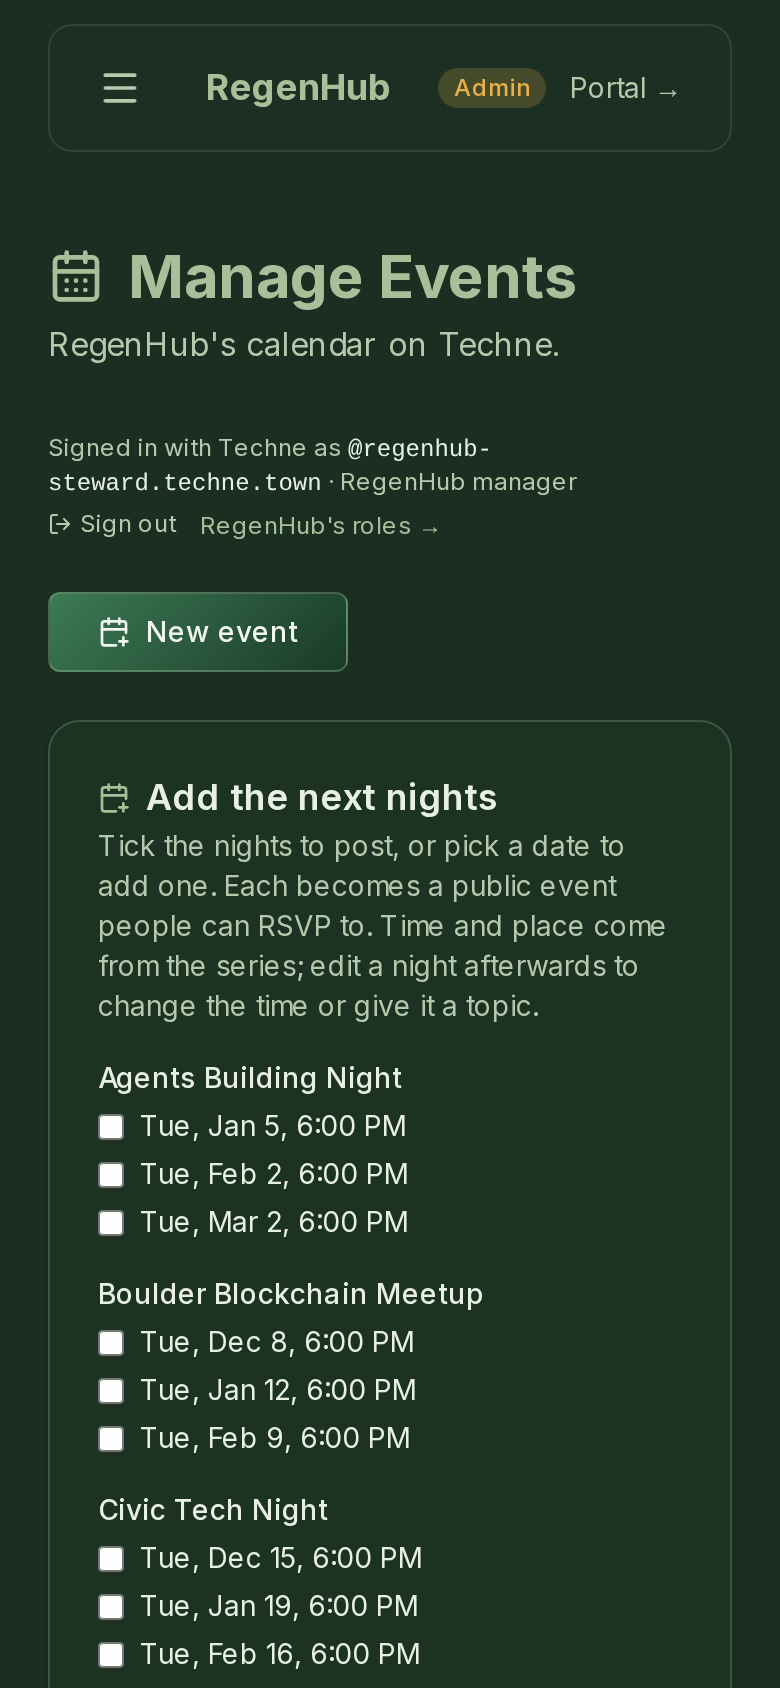 RegenHub Admin Portal →
Manage Events
RegenHub's calendar on Techne.
Signed in with Techne as @regenhub-
steward.techne.town · RegenHub manager
Sign out RegenHub's roles →
New event
Add the next nights
Tick the nights to post, or pick a date to
add one. Each becomes a public event
people can RSVP to. Time and place come
from the series; edit a night afterwards to
change the time or give it a topic.
Agents Building Night
Tue, Jan 5, 6:00 PM
Tue, Feb 2, 6:00 PM
Tue, Mar 2, 6:00 PM
Boulder Blockchain Meetup
Tue, Dec 8, 6:00 PM
Tue, Jan 12, 6:00 PM
Tue, Feb 9, 6:00 PM
Civic Tech Night
Tue, Dec 15, 6:00 PM
Tue, Jan 19, 6:00 PM
Tue, Feb 16, 6:00 PM